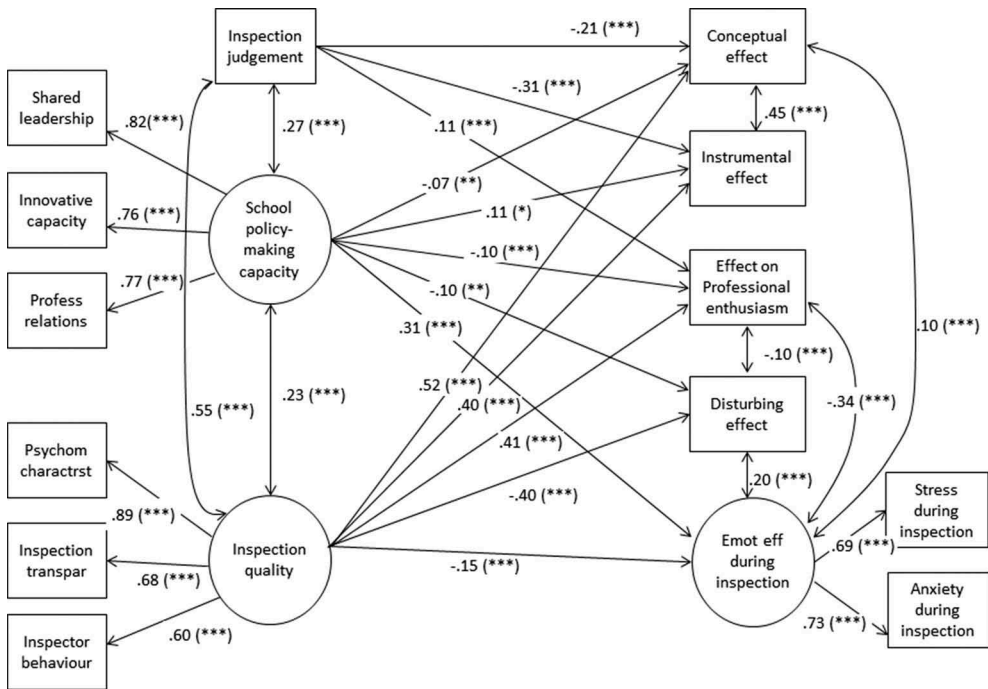 Inspection
judgement
Conceptual
effect
-.21 (***)
Shared
leadership
.82(***)
.27 (***)
-.31 (***)
.45 (***)
.11 (***)
Innovative
capacity
.76 (***)
School
policy-
making
capacity
-.07 (**)
.11 (*)
Instrumental
effect
Profess
relations
.77 (***)
-.10 (***)
-.10 (**)
.31 (***)
Effect on
Professional
enthusiasm
.10 (***)
-.10 (***)
.23 (***)
.55 (***)
.52 (***)
.40 (***)
.41 (***)
-.40 (***)
Disturbing
effect
-.34 (***)
.20 (***)
Psychom
charactrst
.89 (***)
Inspection
transpar
.68 (***)
Inspection
quality
-.15 (***)
Emot eff
during
inspection
Stress
during
inspection
.69 (***)
Inspector
behaviour
.60 (***)
.73 (***)
Anxiety
during
inspection